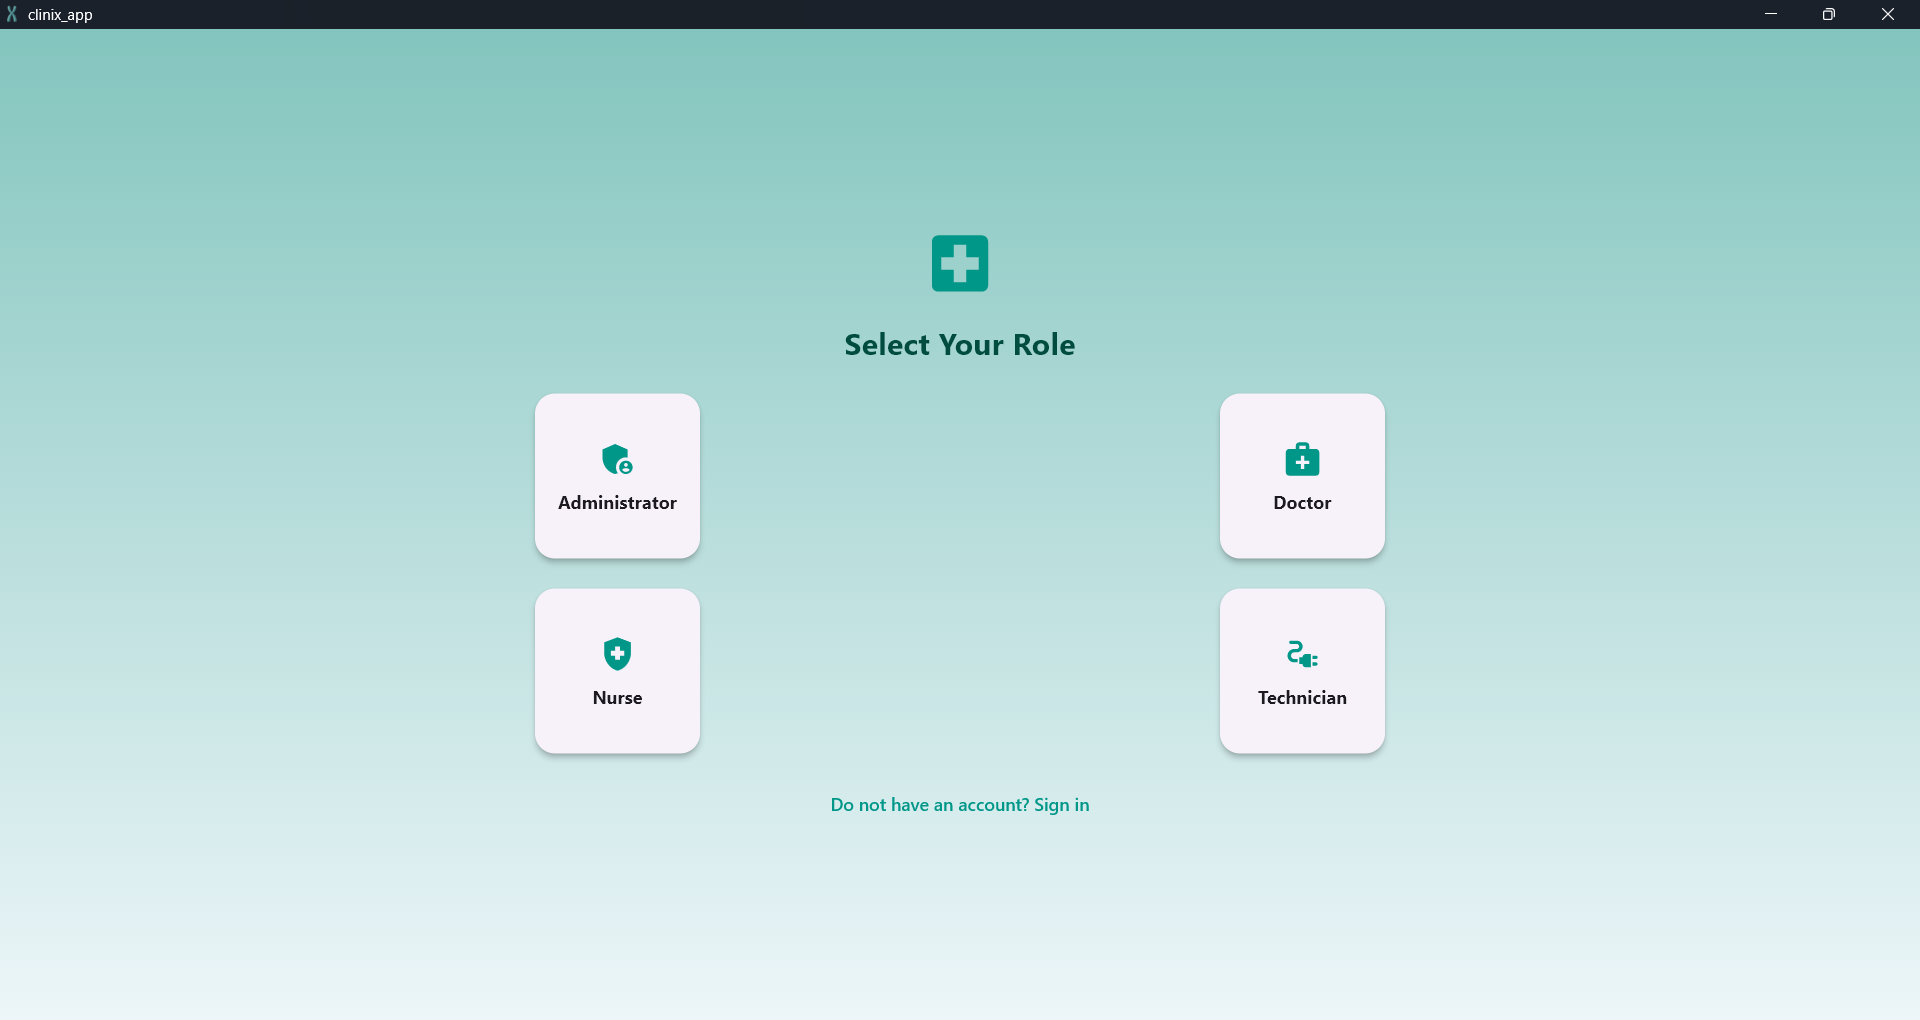 clinix_app
Select Your Role
Administrator
Doctor
Nurse
Technician
Do not have an account? Sign in